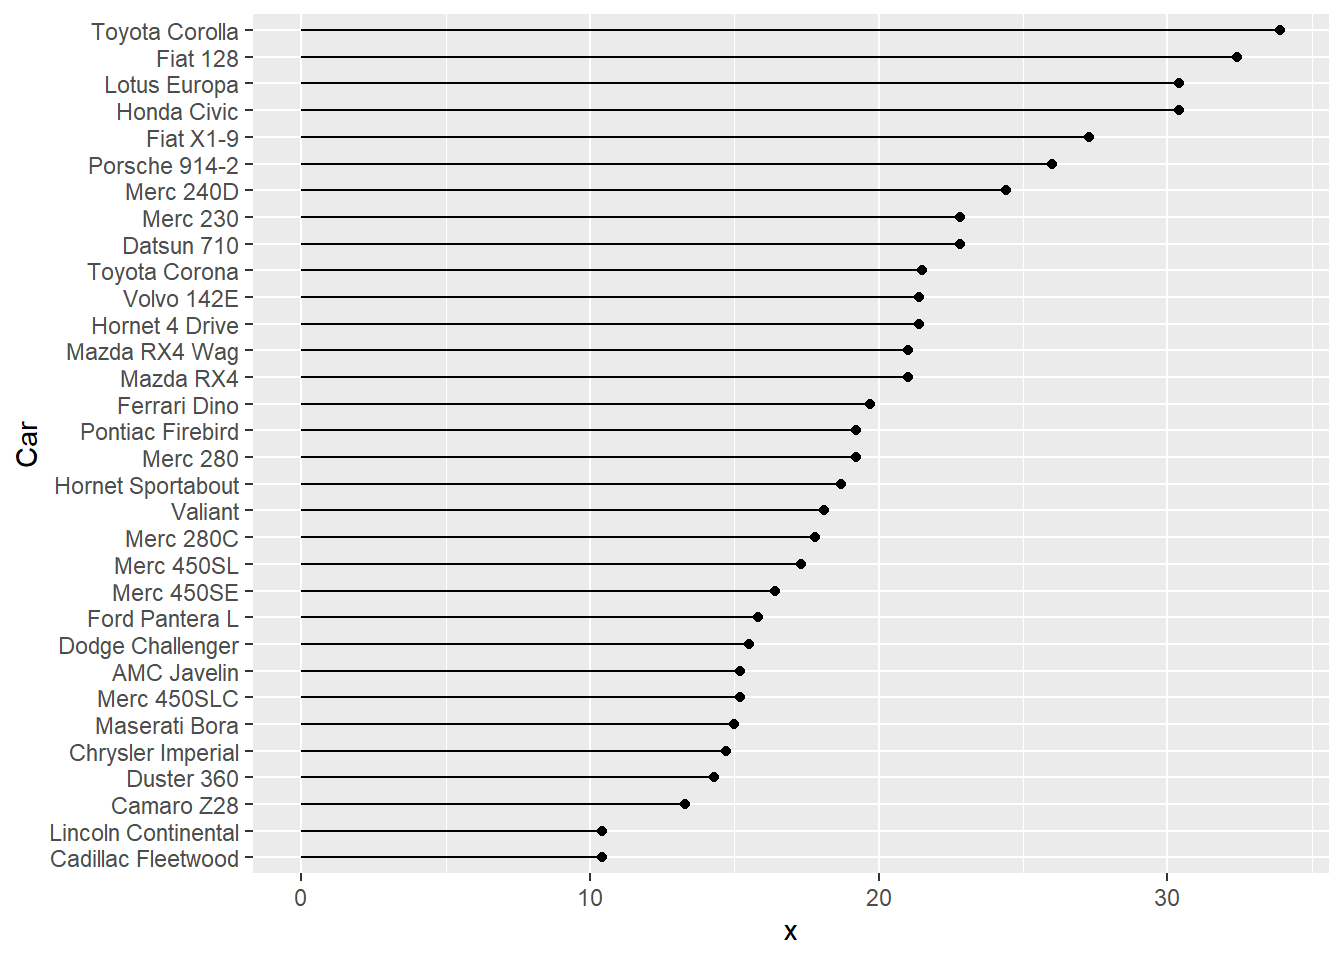 Toyota Corolla
Fiat 128
Lotus Europa
Honda Civic
Fiat X1-9
Porsche 914-2
Merc 240D
Merc 230
Datsun 710
Toyota Corona
Volvo 142E
Hornet 4 Drive
Mazda RX4 Wag
Mazda RX4
Ferrari Dino
Pontiac Firebird
Merc 280
Hornet Sportabout
Valiant
Merc 280C
Merc 450SL
Merc 450SE
Ford Pantera L
Dodge Challenger
AMC Javelin
Merc 450SLC
Maserati Bora
Chrysler Imperial
Duster 360
Camaro Z28
Lincoln Continental
Cadillac Fleetwood
Car
0 10 20 30
x